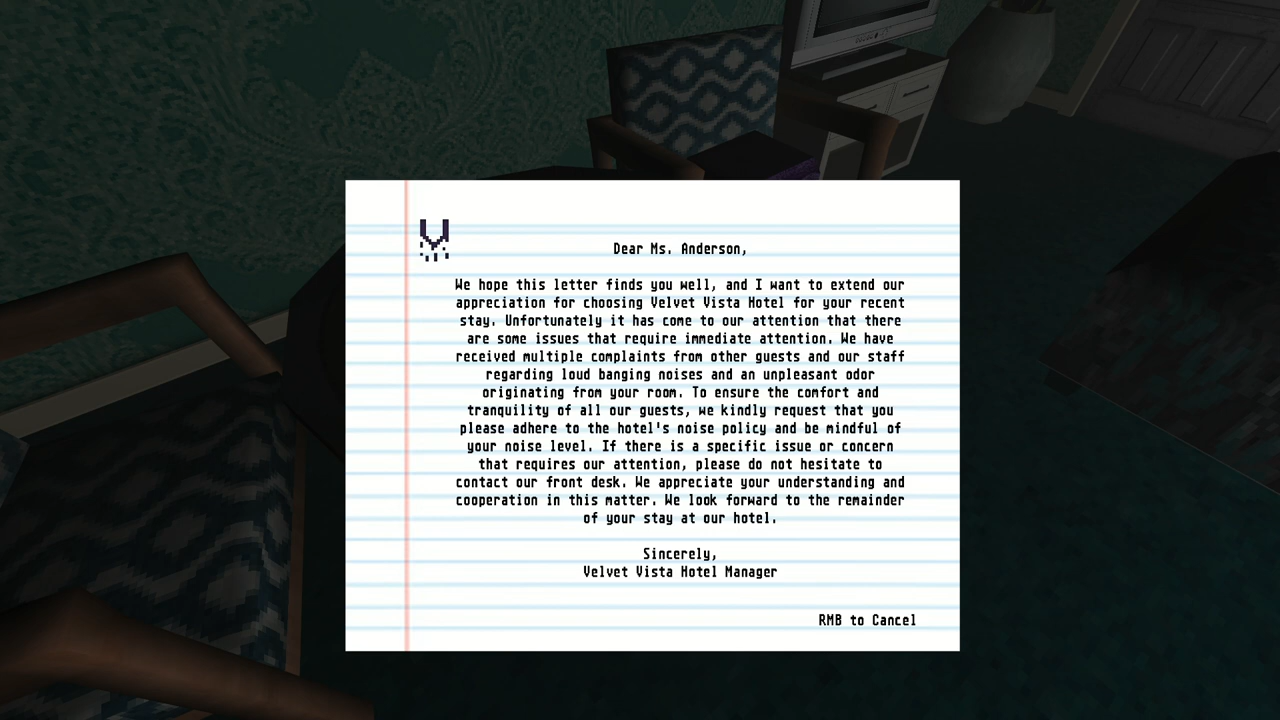 Dear Ms. Anderson,
We hope this letter finds you well, and I want to extend our
appreciation for choosing Velvet Vista Hotel for your recent
stay. Unfortunately it has come to our attention that there
are some issues that require immediate attention. We have
received multiple complaints from other guests and our staff
regarding loud banging noises and an unpleasant odor
originating from your room. To ensure the comfort and
tranquility of all our guests, we kindly request that you
please adhere to the hotel's noise policy and be mindful of
your noise level. If there is a specific issue or concern
that requires our attention, please do not hesitate to
contact our front desk. We appreciate your understanding and
cooperation in this matter. We look forward to the remainder
of your stay at our hotel.
Sincerely,
Velvet Vista Hotel Manager
RMB to Cancel